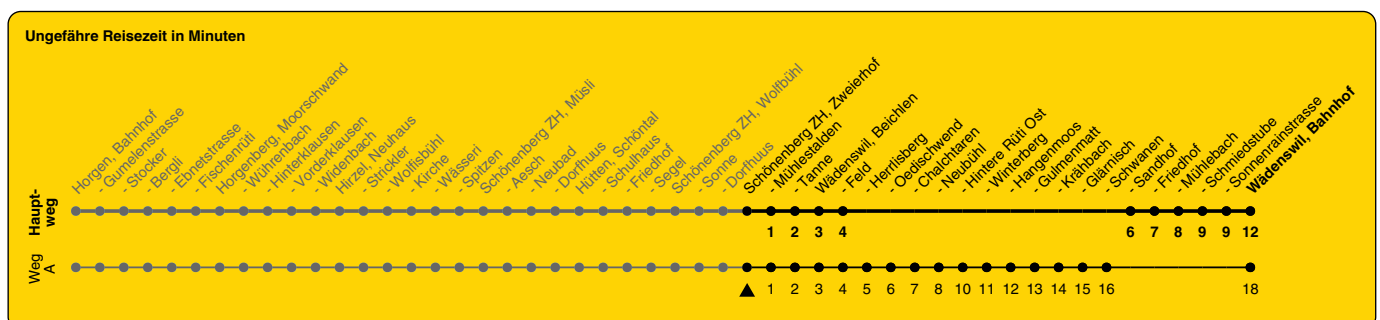 Ungefähre Reisezeit in Minuten
Horgen, Bahnhof
- Gumelenstrasse
- Stocker
- Bergli
- Ebnetstrasse
- Fischenrüti
Horgenberg, Moorschwand
- Wührenbach
- Hinterklausen
- Vorderklausen
- Widenbach
Hirzel, Neuhaus
- Strickler
- Wolfisbühl
- Kirche
- Wässeri
- Spitzen
Schönenberg ZH, Müsli
- Aesch
- Neubad
- Dorfhuus
Hütten, Schöntal
- Schulhaus
- Friedhof
- Segel
Schönenberg ZH, Wolfbühl
- Sonne
- Dorfhuus
Schönenberg ZH, Zweierhof
- Mühlestalden
- Tanne
Wädenswil, Beichlen
- Feld
- Herrlisberg
- Oedischwend
- Chalchtaren
- Neubühl
- Hintere Rüti Ost
- Winterberg
- Hangenmoos
- Gulmenmatt
- Krähbach
- Glärnisch
- Schwanen
- Sandhof
- Friedhof
- Mühlebach
- Schmiedstube
- Sonnenrainstrasse
Wädenswil, Bahnhof
Haupt-
weg
1 2 3 4 6 7 8 9 9 12
Weg
A
1 2 3 4 5 6 7 8 10 11 12 13 14 15 16 18